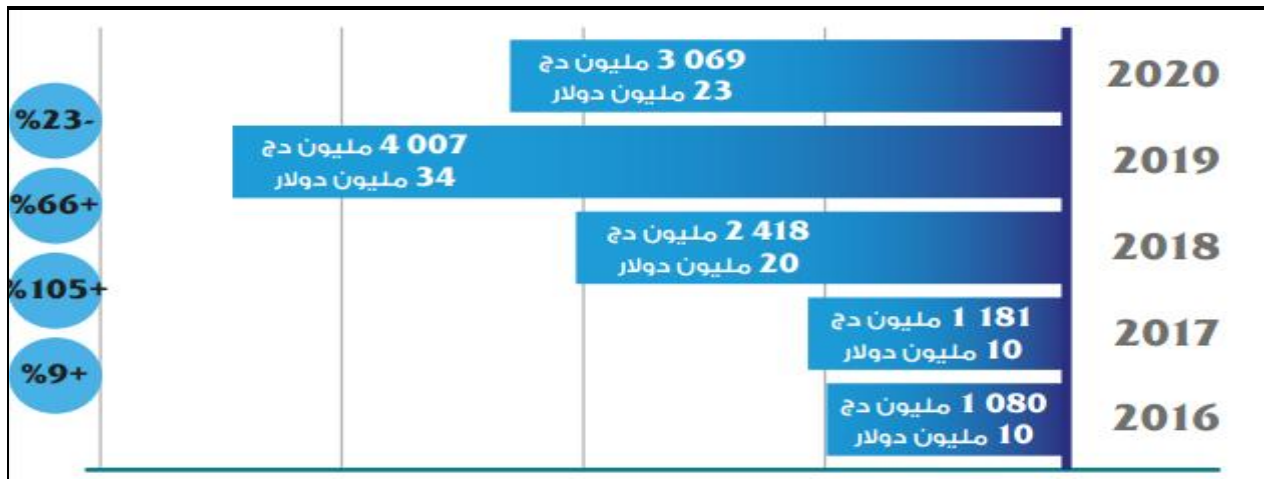 2020
3 069 مليون دج
23 مليون دولار
%23-
2019
4 007 مليون دج
34 مليون دولار
%66+
2018
2 418 مليون دج
20 مليون دولار
%105+
2017
1 181 مليون دج
10 مليون دولار
%9+
2016
1 080 مليون دج
10 مليون دولار